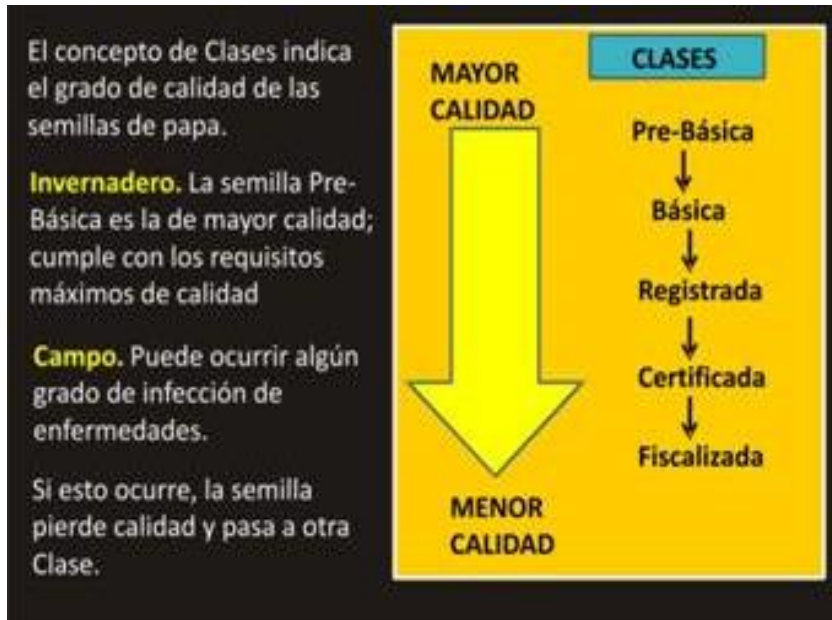 El concepto de Clases indica
el grado de calidad de las
semillas de papa.
Invernadero. La semilla Pre-
Básica es la de mayor calidad;
cumple con los requisitos
máximos de calidad
Campo. Puede ocurrir algún
grado de infección de
enfermedades.
Si esto ocurre, la semilla
pierde calidad y pasa a otra
Clase.
MAYOR
CALIDAD
MENOR
CALIDAD
CLASES
Pre-Básica
Básica
Registrada
Certificada
Fiscalizada